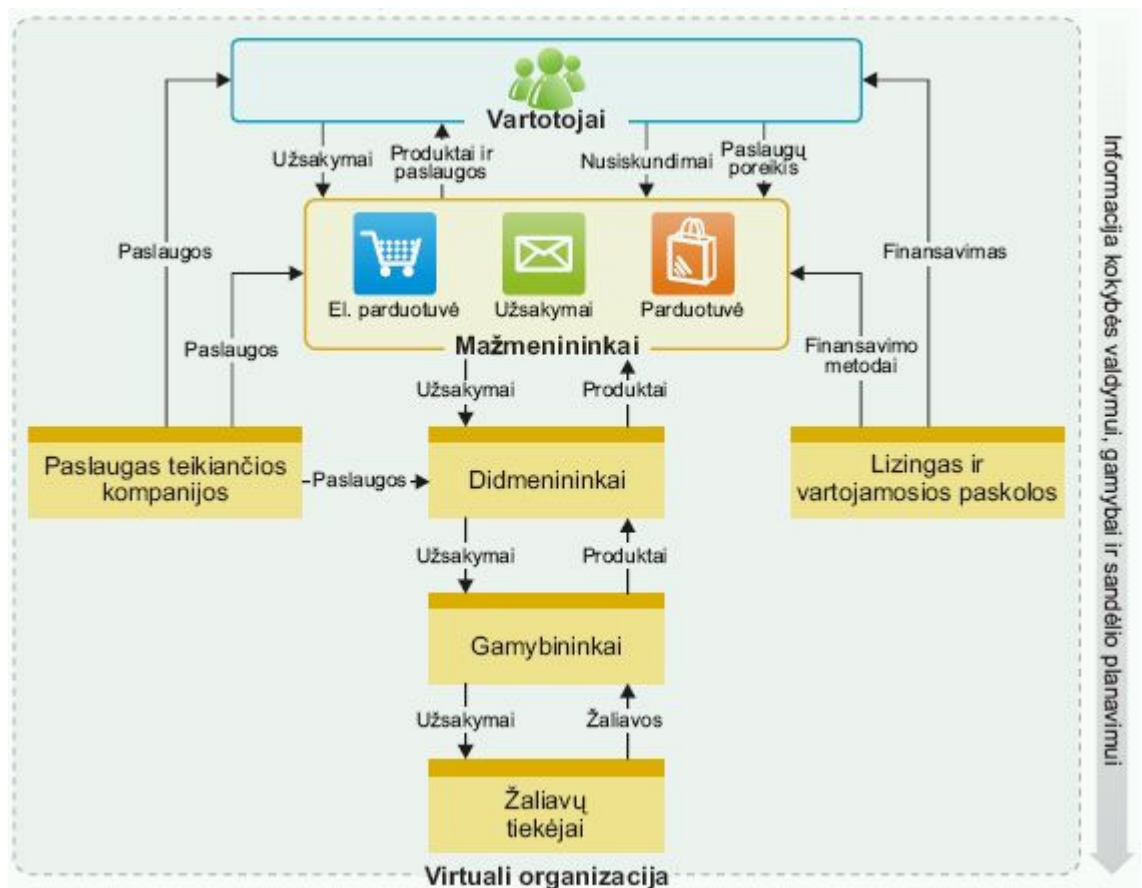 Vartotojai
Užsakymai
Produktai ir
paslaugos
Nusiskundimai
Paslaugų
poreikis
Paslaugos
Finansavimas
El. parduotuvė
Užsakymai
Parduotuvė
Mažmenininkai
Paslaugos
Finansavimo
metodai
Užsakymai
Produktai
Paslaugas teikiančios
kompanijos
Paslaugos
Didmenininkai
Lizingas ir
vartojamosios paskolos
Užsakymai
Produktai
Gamybininkai
Užsakymai
Žaliavos
Žaliavų
tiekėjai
Virtuali organizacija
Informacija kokybės valdymui, gamybai ir sandėlio planavimui